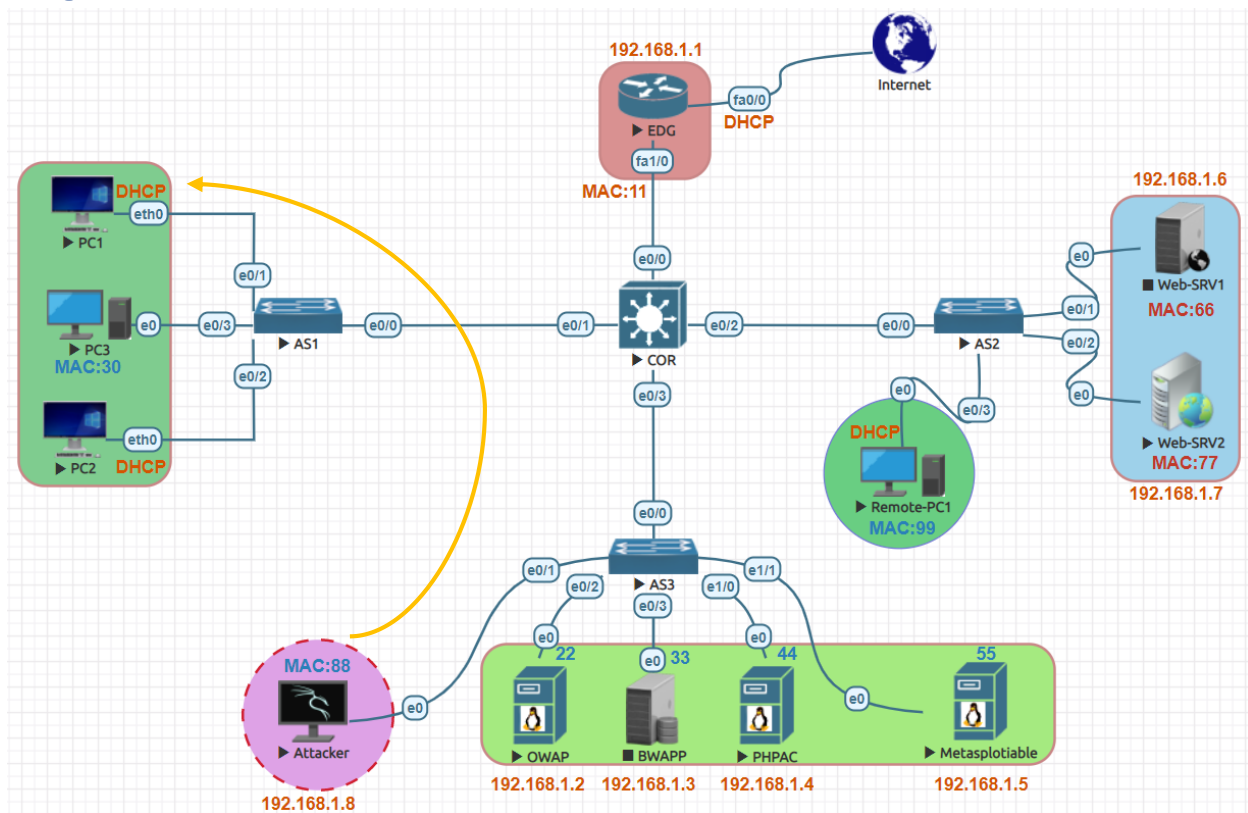 192.168.1.1
Internet
fa0/0
DHCP
EDG
fa1/0
MAC:11
DHCP
eth0
PC1
e0/1
e0
PC3
MAC:30
e0/3
AS1
e0/0
e0/2
eth0
PC2
DHCP
e0/0
e0/1
COR
e0/2
e0/3
192.168.1.6
e0
Web-SRV1
MAC:66
e0/0
AS2
e0/1
e0/2
e0
Web-SRV2
MAC:77
192.168.1.7
e0
e0/3
DHCP
Remote-PC1
MAC:99
e0/0
AS3
e0/1
e0/2
e0/3
e1/0
e1/1
MAC:88
e0
Attacker
192.168.1.8
e0
22
OWAP
192.168.1.2
e0
33
BWAPP
192.168.1.3
e0
44
PHPAC
192.168.1.4
e0
55
Metasplotiable
192.168.1.5